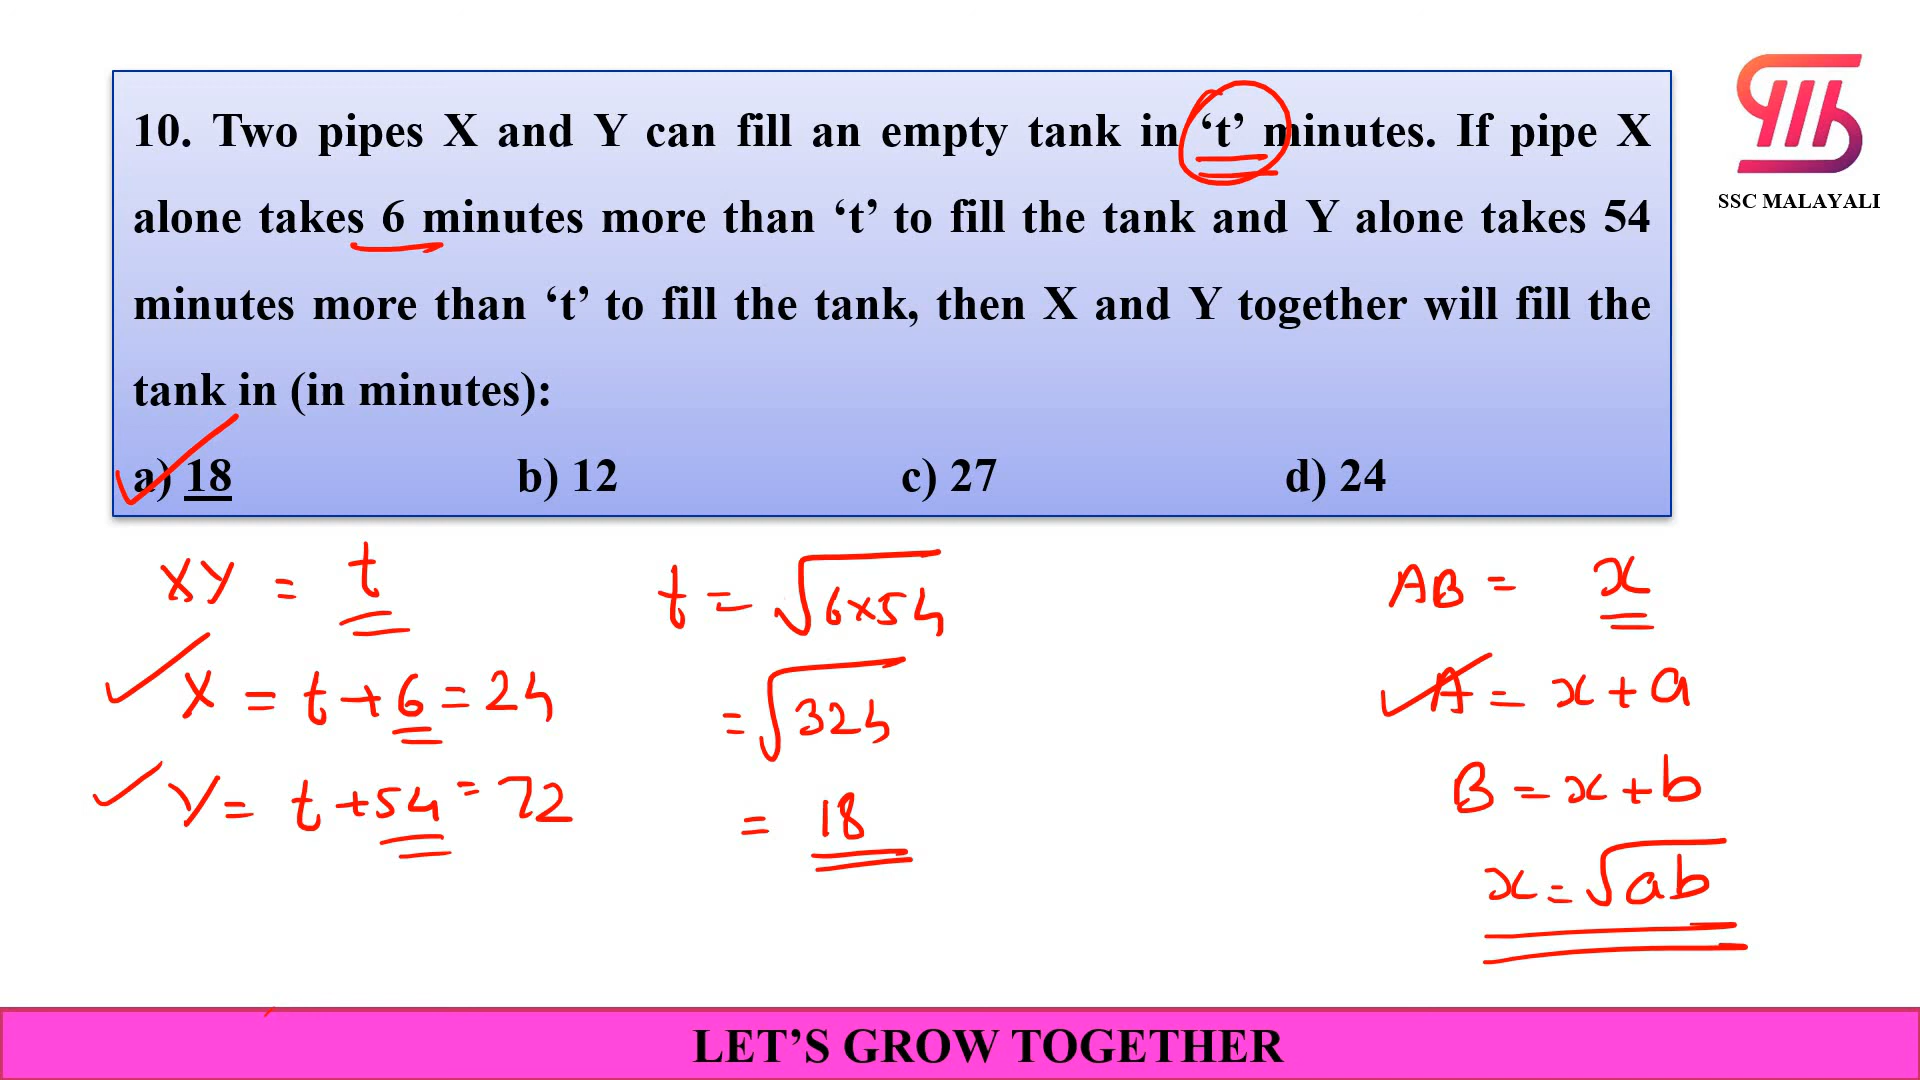 10. Two pipes X and Y can fill an empty tank in ‘t’ minutes. If pipe X
alone takes 6 minutes more than ‘t’ to fill the tank and Y alone takes 54
minutes more than ‘t’ to fill the tank, then X and Y together will fill the
tank in (in minutes):
a) 18 b) 12 c) 27 d) 24
SSC MALAYALI
XY = t
X = t + 6 = 24
Y = t + 54 = 72
t = √6×54
= √324
= 18
AB = x
A = x + a
B = x + b
x = √ab
LET’S GROW TOGETHER